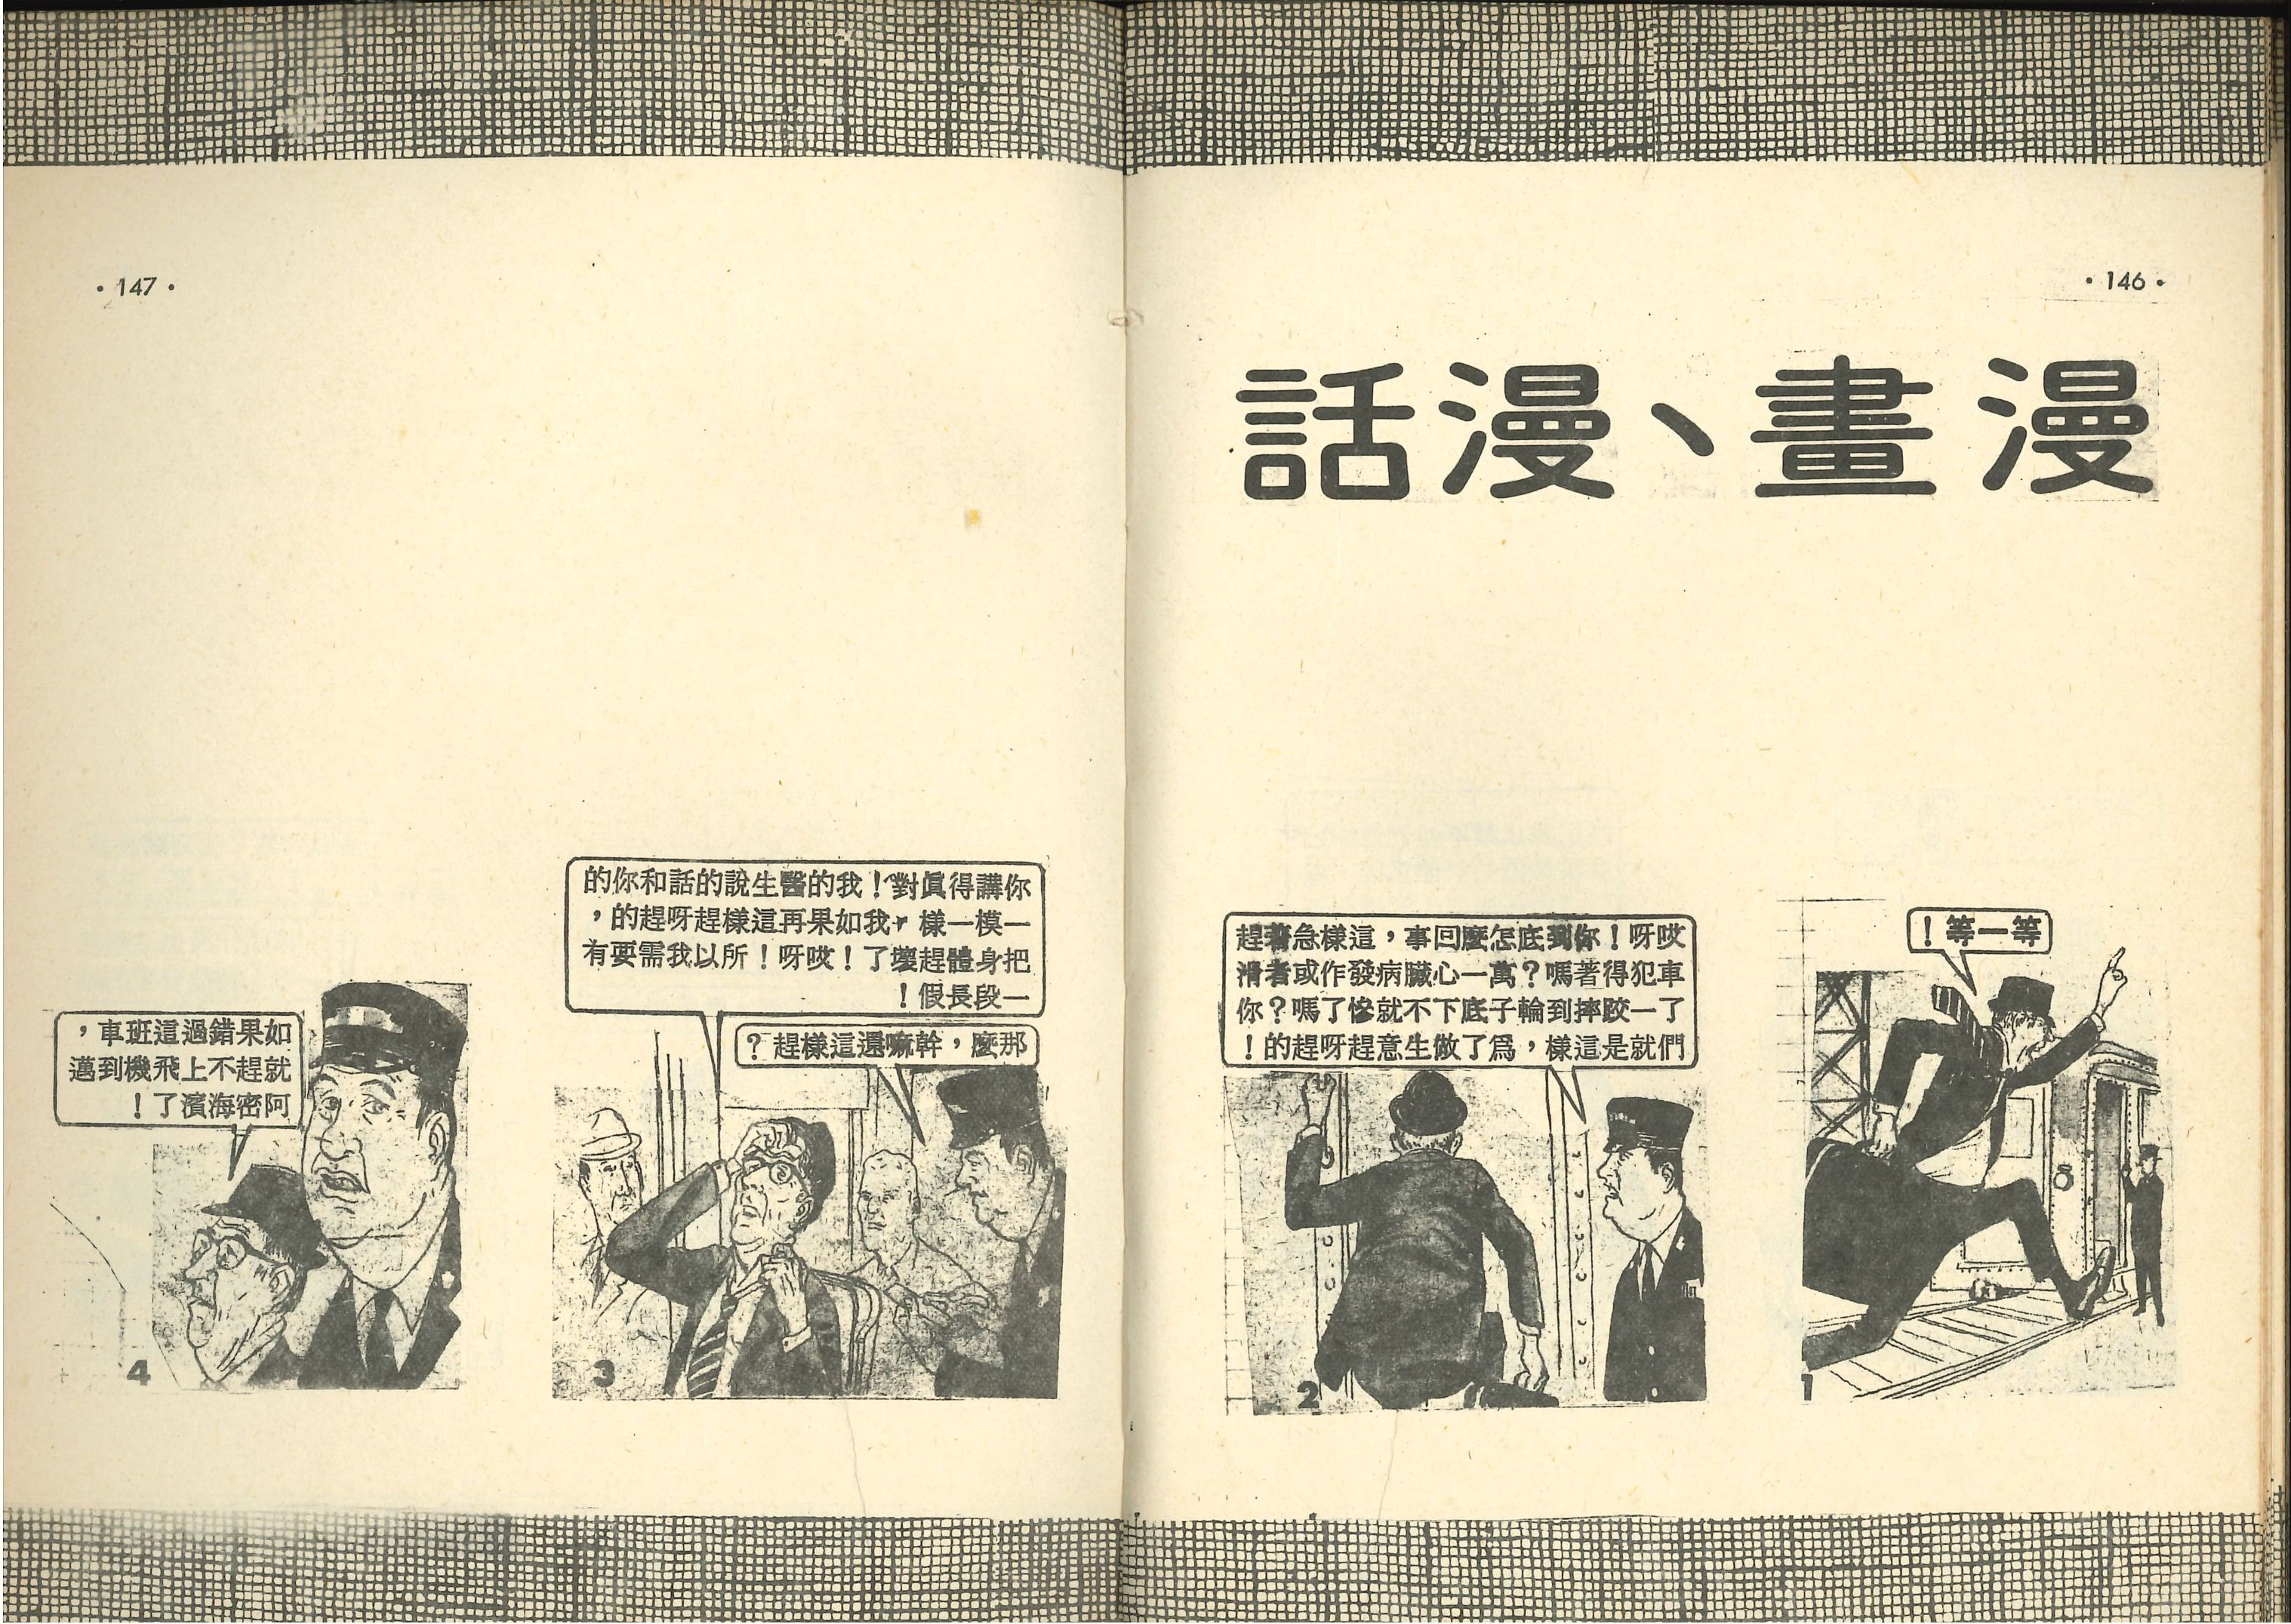 ·146·
漫畫、漫話
等一等!
哎呀!你到底怎麼回事,這樣急著趕
車犯得著嗎?萬一心臟病發作或者滑
了一跤摔到輪子底下不就慘了嗎?你
們就是這樣,爲了做生意趕呀趕的!
1
2
·147·
你講得眞對!我的醫生說的話和你的
一模一樣,我如果再這樣趕呀趕的,
把身體趕壞了!哎呀!所以我需要有
一段長假!
那麼,幹嘛還這樣趕?
3
如果錯過這班車,
就趕不上飛機到邁
阿密海濱了!
4